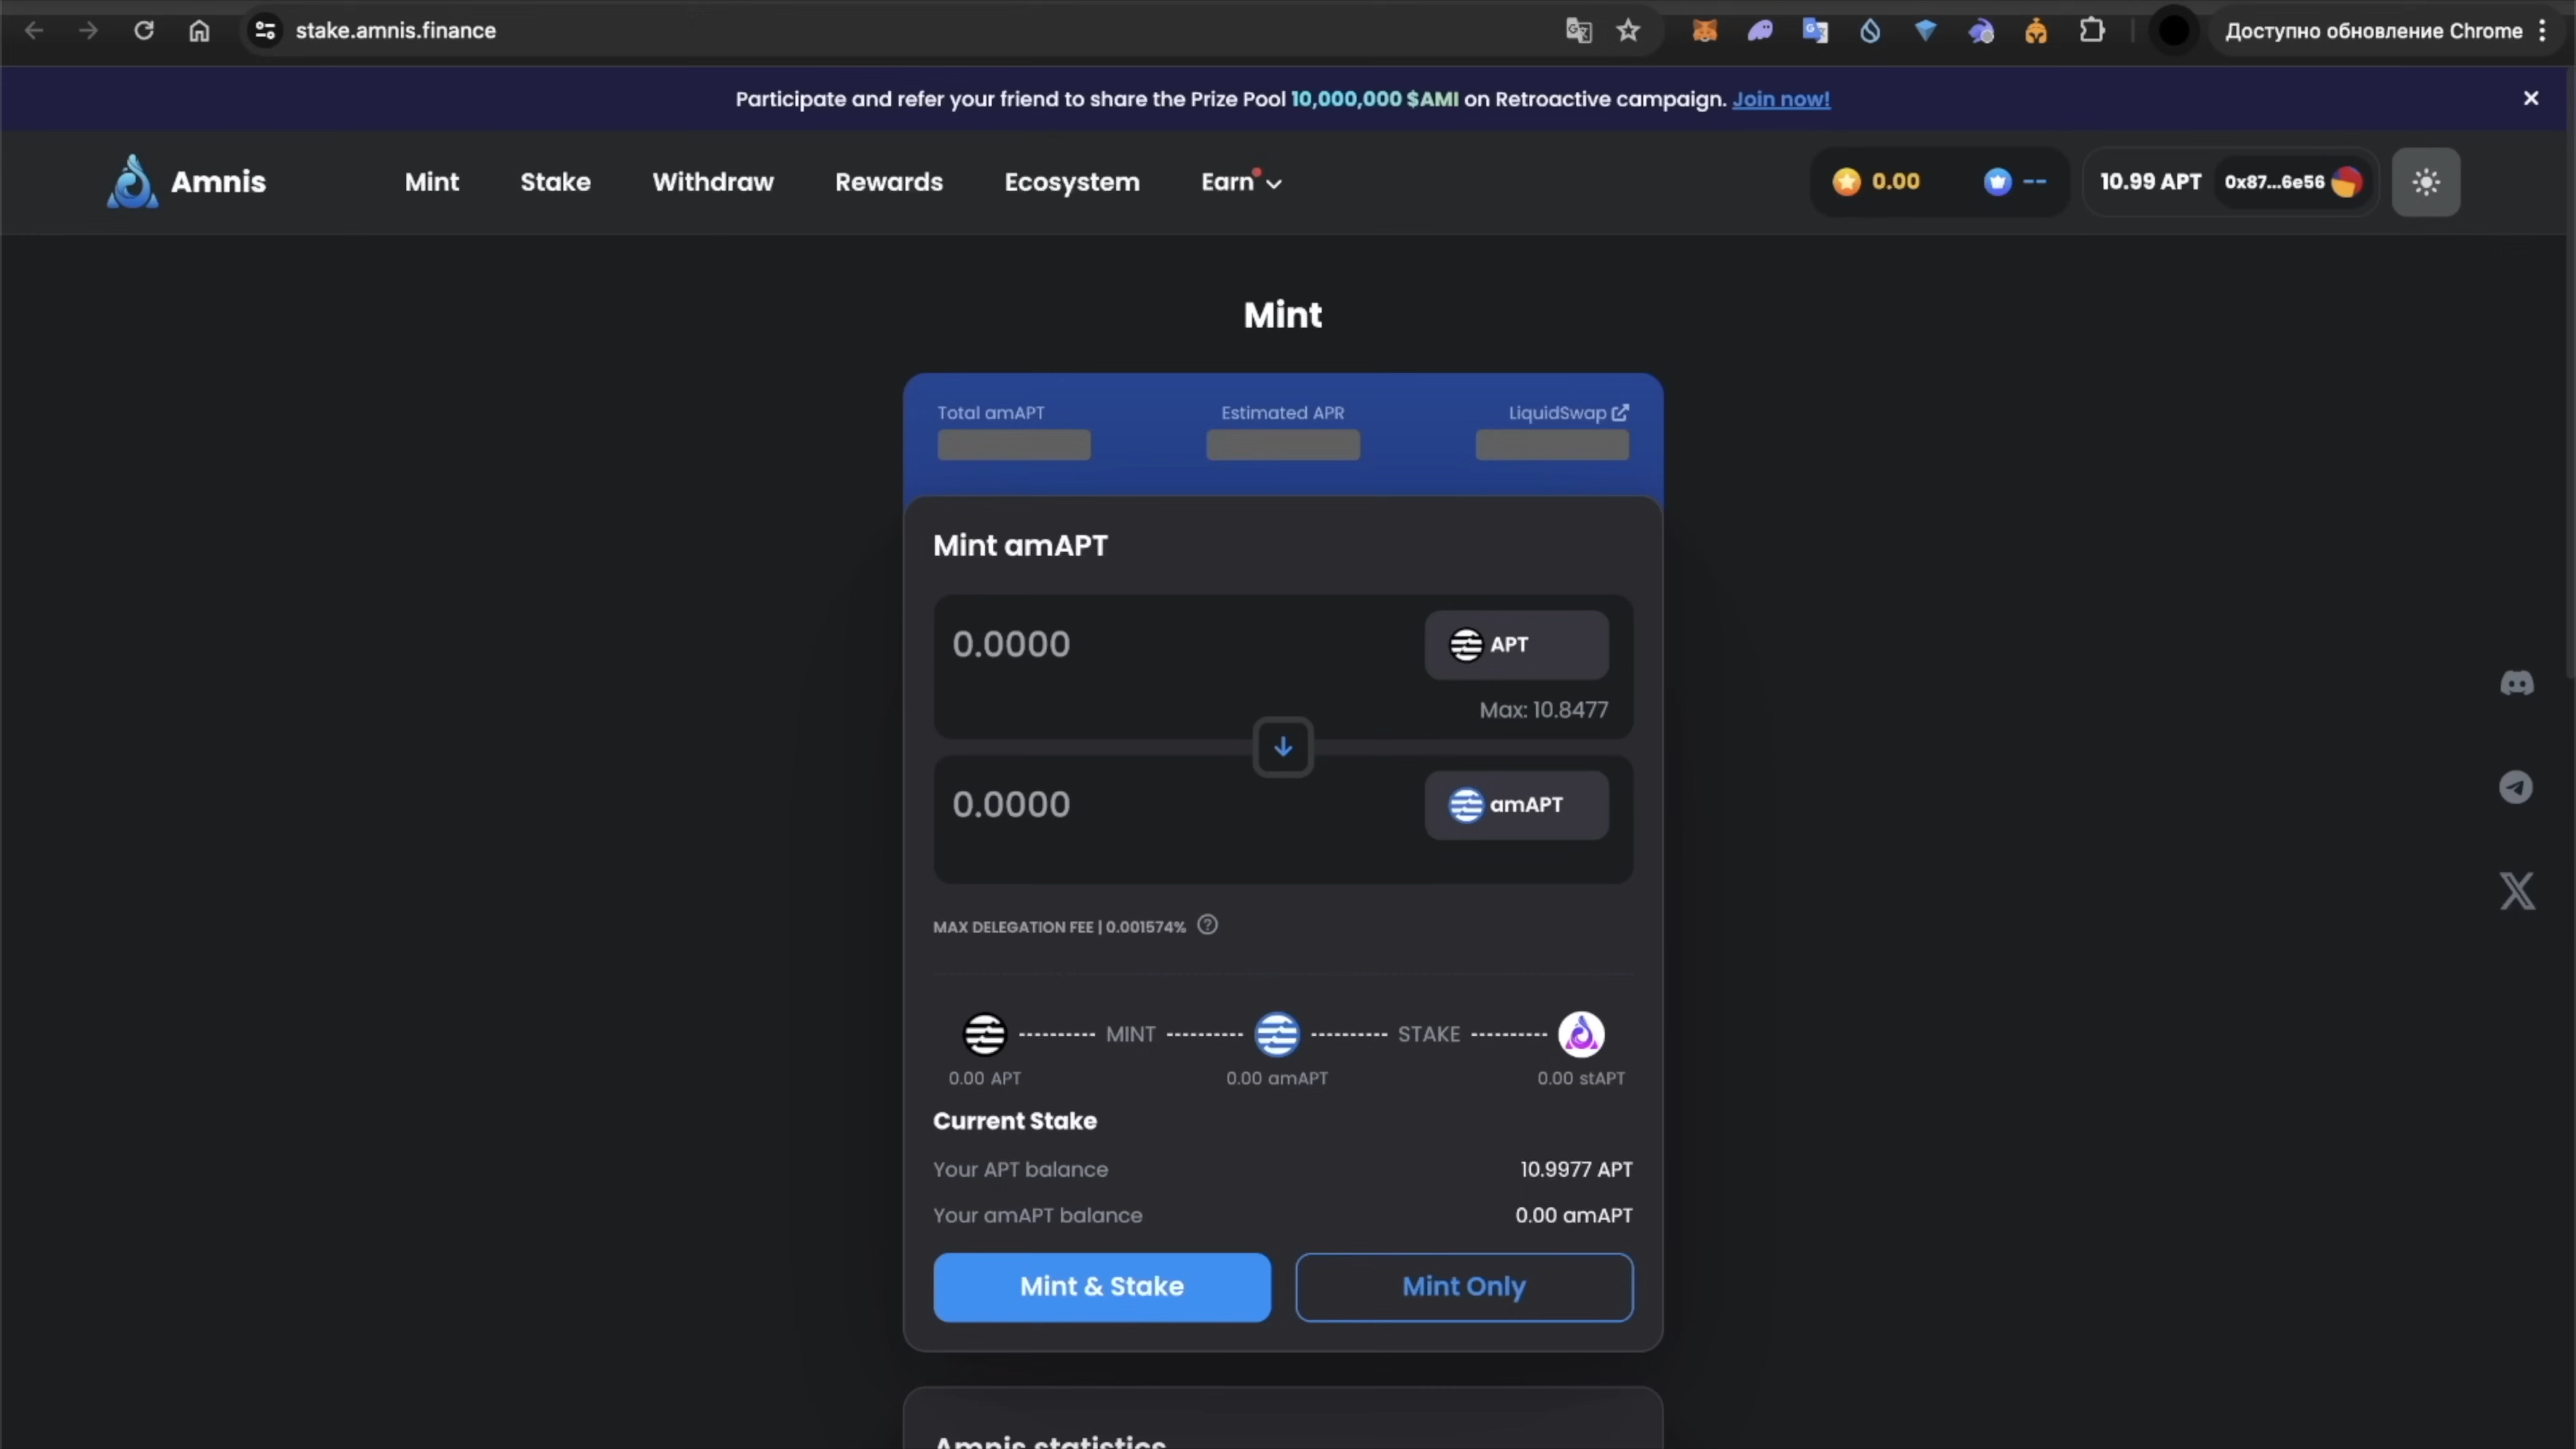 stake.amnis.finance
Доступно обновление Chrome
Participate and refer your friend to share the Prize Pool 10,000,000 $AMI on Retroactive campaign. Join now!
Amnis
Mint
Stake
Withdraw
Rewards
Ecosystem
Earn
0.00
--
10.99 APT
0x87...6e56
Mint
Total amAPT
Estimated APR
LiquidSwap
Mint amAPT
0.0000
APT
Max: 10.8477
0.0000
amAPT
MAX DELEGATION FEE | 0.001574%
MINT
STAKE
0.00 APT
0.00 amAPT
0.00 stAPT
Current Stake
Your APT balance
10.9977 APT
Your amAPT balance
0.00 amAPT
Mint & Stake
Mint Only
Amnis statistics